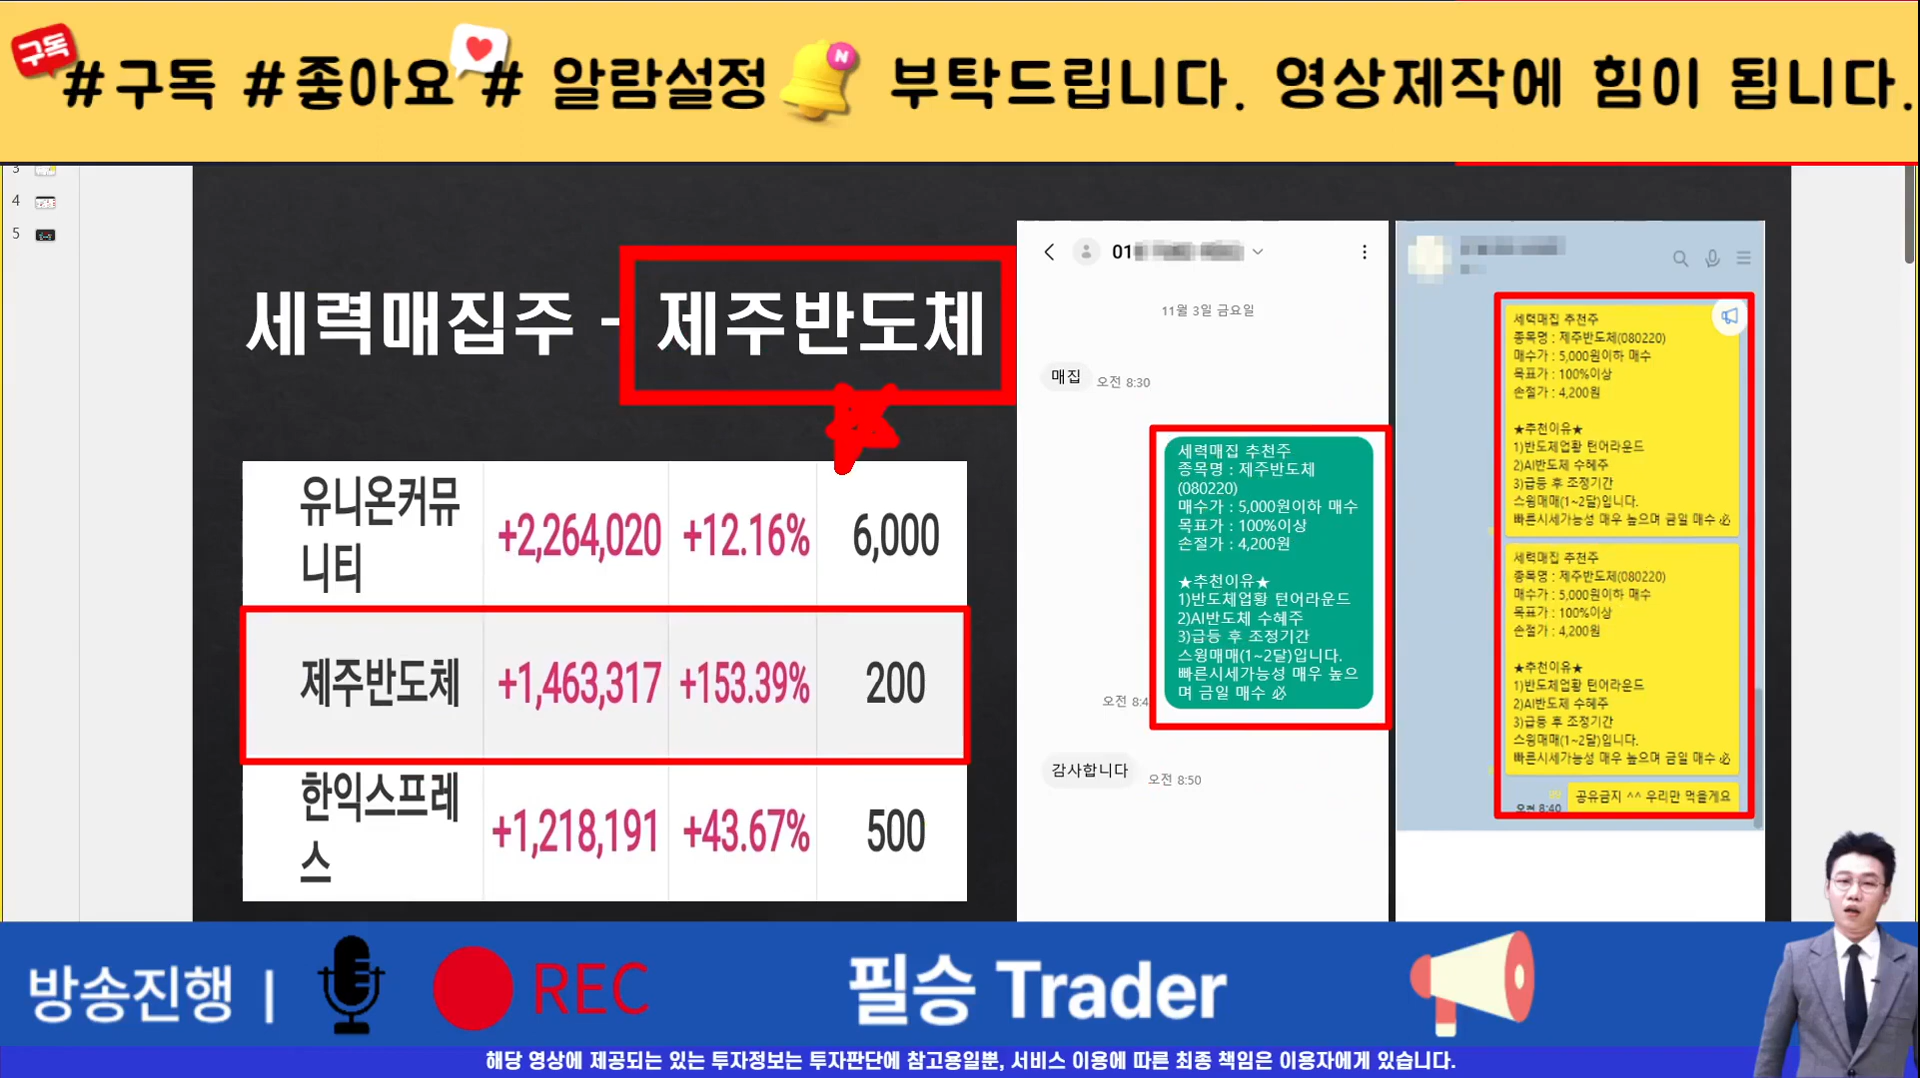 구독
#구독 #좋아요 # 알람설정 N 부탁드립니다. 영상제작에 힘이 됩니다.
3
4
5
세력매집주 - 제주반도체
유니온커뮤
니티
+2,264,020 +12.16% 6,000
제주반도체 +1,463,317 +153.39% 200
한익스프레
스
+1,218,191 +43.67% 500
01
11월 3일 금요일
매집 오전 8:30
세력매집 추천주
종목명 : 제주반도체
(080220)
매수가 : 5,000원이하 매수
목표가 : 100%이상
손절가 : 4,200원
★추천이유★
1)반도체업황 턴어라운드
2)AI반도체 수혜주
3)급등 후 조정기간
스윙매매(1~2달)입니다.
빠른시세가능성 매우 높으
며 금일 매수 必
오전 8:4
감사합니다 오전 8:50
세력매집 추천주
종목명 : 제주반도체(080220)
매수가 : 5,000원이하 매수
목표가 : 100%이상
손절가 : 4,200원
★추천이유★
1)반도체업황 턴어라운드
2)AI반도체 수혜주
3)급등 후 조정기간
스윙매매(1~2달)입니다.
빠른시세가능성 매우 높으며 금일 매수 必
세력매집 추천주
종목명 : 제주반도체(080220)
매수가 : 5,000원이하 매수
목표가 : 100%이상
손절가 : 4,200원
★추천이유★
1)반도체업황 턴어라운드
2)AI반도체 수혜주
3)급등 후 조정기간
스윙매매(1~2달)입니다.
빠른시세가능성 매우 높으며 금일 매수 必
오전 8:40 공유금지 ^^ 우리만 먹을게요
방송진행 | REC 필승 Trader
해당 영상에 제공되는 있는 투자정보는 투자판단에 참고용일뿐, 서비스 이용에 따른 최종 책임은 이용자에게 있습니다.